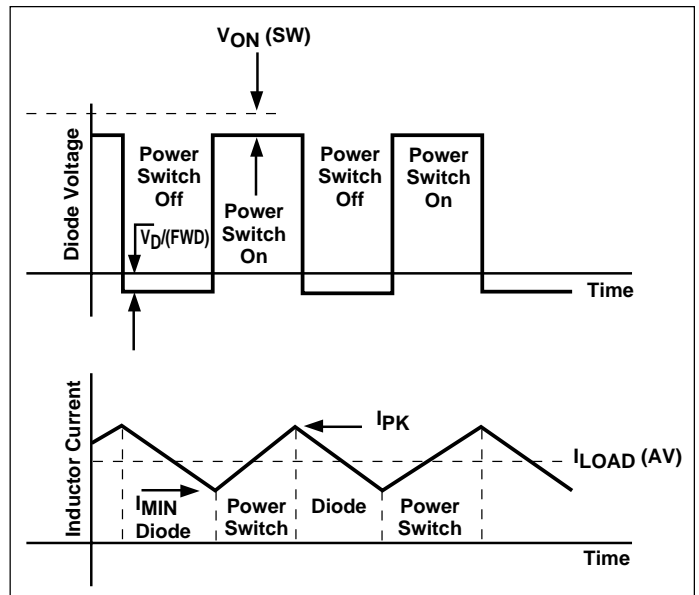 VON (SW)
Diode Voltage
Power
Switch
Off
Power
Switch
On
Power
Switch
Off
Power
Switch
On
VD/(FWD)
Time
Inductor Current
IPK
ILOAD (AV)
IMIN
Diode
Power
Switch
Diode
Power
Switch
Time